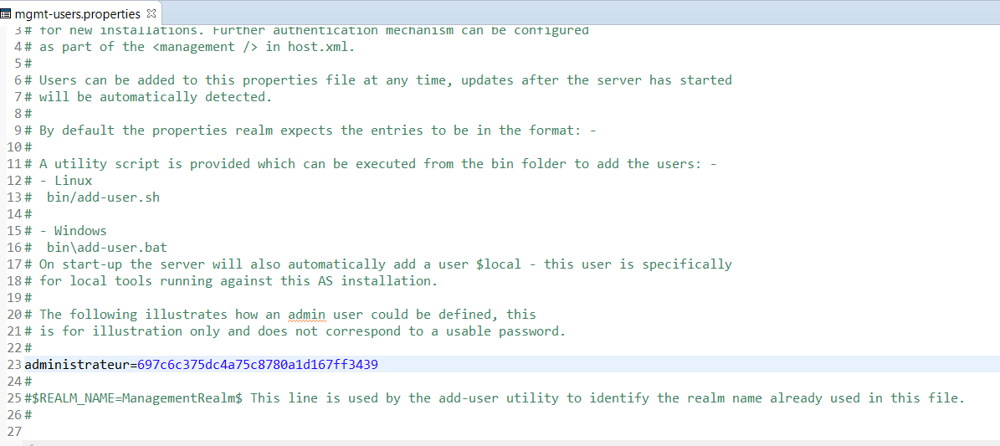 mgmt-users.properties
3# for new installations. Further authentication mechanism can be configured
4# as part of the <management /> in host.xml.
5#
6# Users can be added to this properties file at any time, updates after the server has started
7# will be automatically detected.
8#
9# By default the properties realm expects the entries to be in the format: -
10#
11# A utility script is provided which can be executed from the bin folder to add the users: -
12# - Linux
13#  bin/add-user.sh
14#
15# - Windows
16#  bin\add-user.bat
17# On start-up the server will also automatically add a user $local - this user is specifically
18# for local tools running against this AS installation.
19#
20# The following illustrates how an admin user could be defined, this
21# is for illustration only and does not correspond to a usable password.
22#
23 administrateur=697c6c375dc4a75c8780a1d167ff3439
24#
25#$REALM_NAME=ManagementRealm$ This line is used by the add-user utility to identify the realm name already used in this file.
26#
27